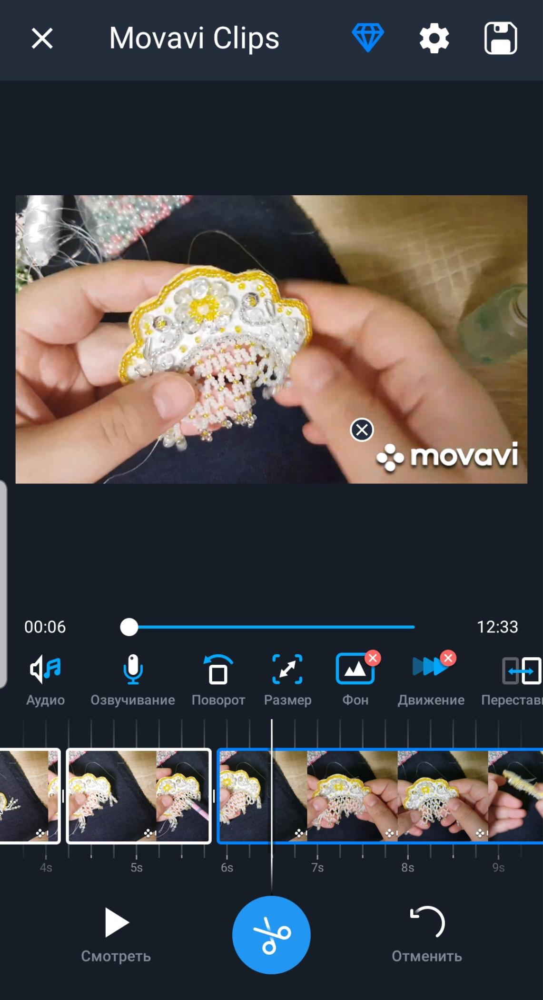 Movavi Clips
movavi
00:06
12:33
Аудио
Озвучивание
Поворот
Размер
Фон
Движение
Перестав
4s
5s
6s
7s
8s
9s
Смотреть
Отменить